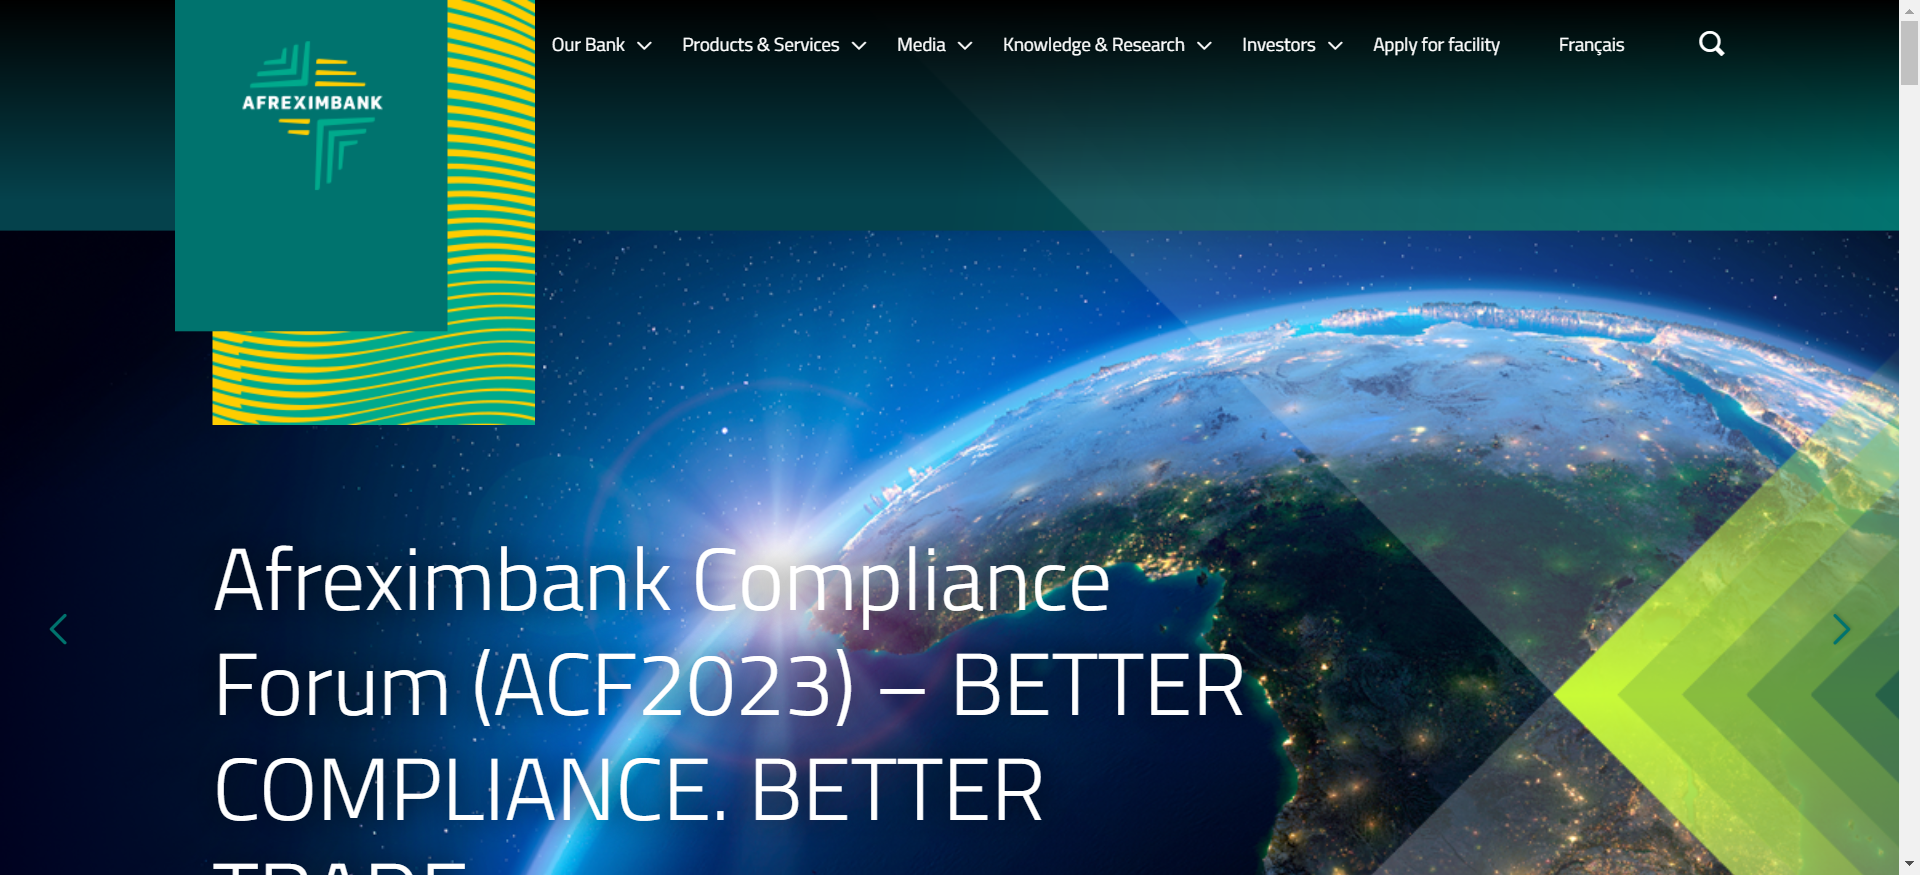 Our Bank
Products & Services
Media
Knowledge & Research
Investors
Apply for facility
Français
AFREXIMBANK
Afreximbank Compliance
Forum (ACF2023) – BETTER
COMPLIANCE. BETTER
TRADE